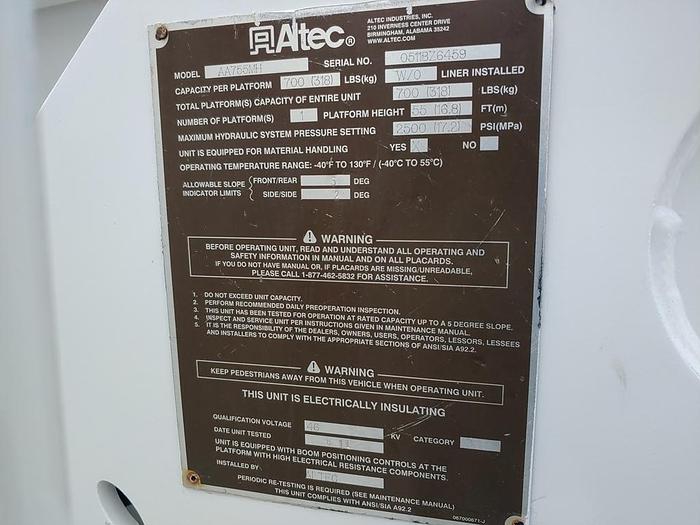 Altec®
ALTEC INDUSTRIES, INC.
210 INVERNESS CENTER DRIVE
BIRMINGHAM, ALABAMA 35242
WWW.ALTEC.COM
MODEL AA755MH SERIAL NO. 0511BZ6459
CAPACITY PER PLATFORM 700 (318) LBS(kg) W/O LINER INSTALLED
TOTAL PLATFORM(S) CAPACITY OF ENTIRE UNIT 700 (318) LBS(kg)
NUMBER OF PLATFORM(S) 1 PLATFORM HEIGHT 55 (16.8) FT(m)
MAXIMUM HYDRAULIC SYSTEM PRESSURE SETTING 2500 (17.2) PSI(MPa)
UNIT IS EQUIPPED FOR MATERIAL HANDLING YES X NO
OPERATING TEMPERATURE RANGE: -40°F TO 130°F / (-40°C TO 55°C)
ALLOWABLE SLOPE INDICATOR LIMITS
FRONT/REAR 5 DEG
SIDE/SIDE DEG
WARNING
BEFORE OPERATING UNIT, READ AND UNDERSTAND ALL OPERATING AND
SAFETY INFORMATION IN MANUAL AND ON ALL PLACARDS.
IF YOU DO NOT HAVE MANUAL OR, IF PLACARDS ARE MISSING/UNREADABLE,
PLEASE CALL 1-877-462-5832 FOR ASSISTANCE.
1. DO NOT EXCEED UNIT CAPACITY.
2. PERFORM RECOMMENDED DAILY PREOPERATION INSPECTION.
3. THIS UNIT HAS BEEN TESTED FOR OPERATION AT RATED CAPACITY UP TO A 5 DEGREE SLOPE.
4. INSPECT AND SERVICE UNIT PER INSTRUCTIONS GIVEN IN MAINTENANCE MANUAL.
5. IT IS THE RESPONSIBILITY OF THE DEALERS, OWNERS, USERS, OPERATORS, LESSORS, LESSEES
AND INSTALLERS TO COMPLY WITH THE APPROPRIATE SECTIONS OF ANSI/SIA A92.2.
WARNING
KEEP PEDESTRIANS AWAY FROM THIS VEHICLE WHEN OPERATING UNIT.
THIS UNIT IS ELECTRICALLY INSULATING
QUALIFICATION VOLTAGE 46 KV CATEGORY
DATE UNIT TESTED
UNIT IS EQUIPPED WITH BOOM POSITIONING CONTROLS AT THE
PLATFORM WITH HIGH ELECTRICAL RESISTANCE COMPONENTS.
INSTALLED BY ALTEC
PERIODIC RE-TESTING IS REQUIRED (SEE MAINTENANCE MANUAL)
THIS UNIT COMPLIES WITH ANSI/SIA A92.2
067000671-J